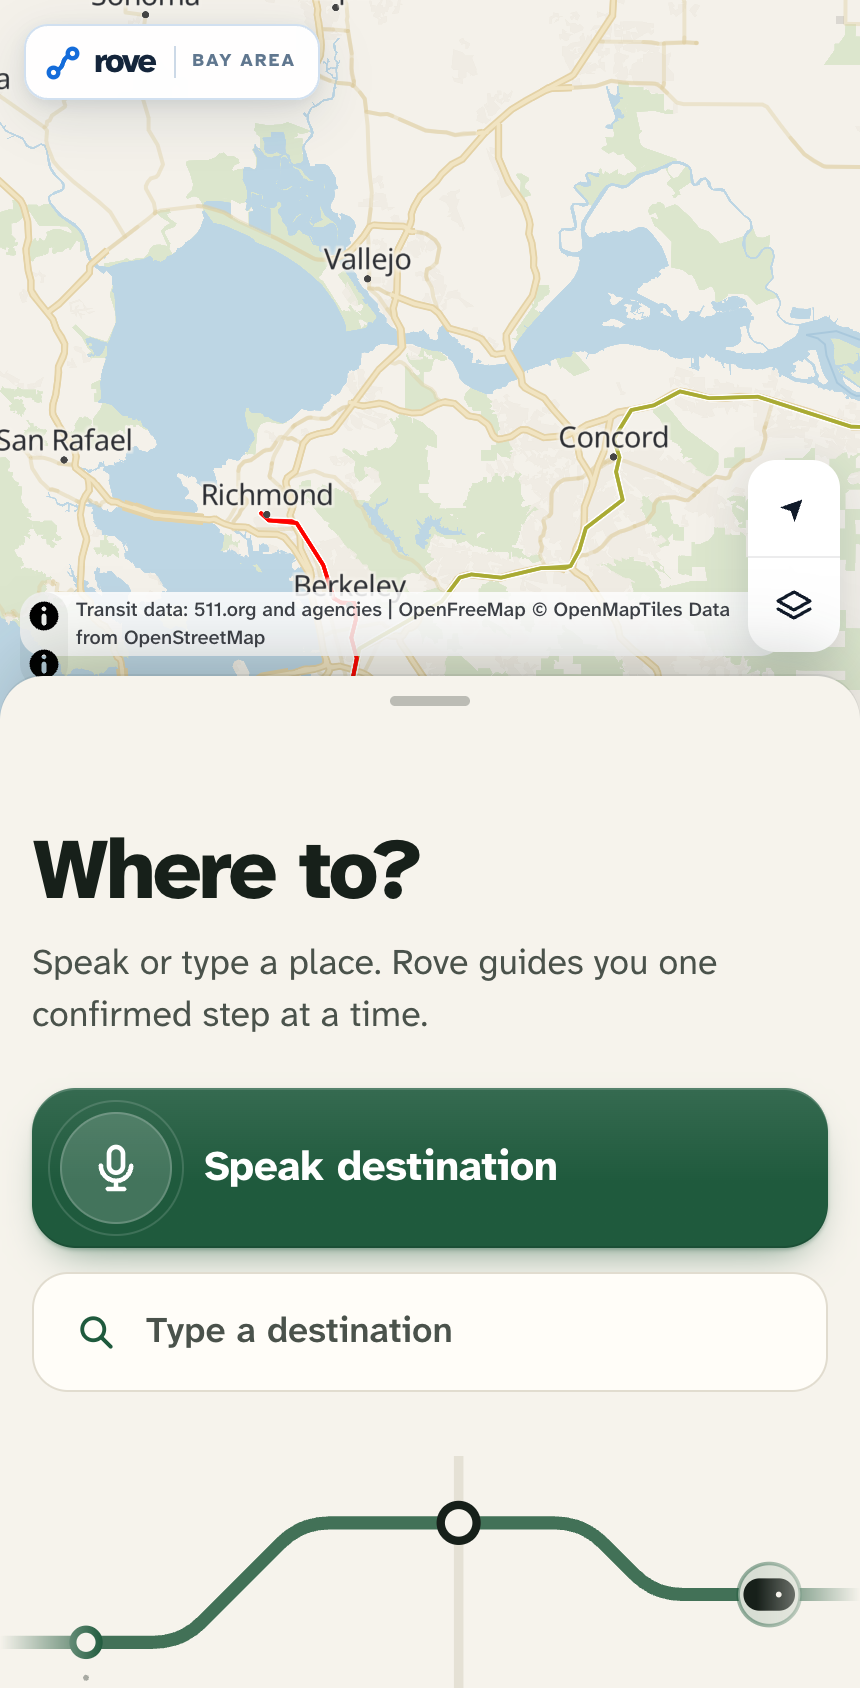 rove | BAY AREA
Vallejo
San Rafael
Concord
Richmond
Berkeley
Transit data: 511.org and agencies | OpenFreeMap © OpenMapTiles Data
from OpenStreetMap
Where to?
Speak or type a place. Rove guides you one
confirmed step at a time.
Speak destination
Type a destination